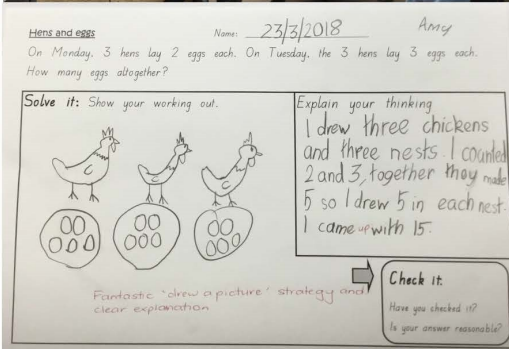 Amy
Hens and eggs Name: 23/3/2018
On Monday, 3 hens lay 2 eggs each. On Tuesday, the 3 hens lay 3 eggs each.
How many eggs altogether?
Solve it: Show your working out.
Explain your thinking
I drew three chickens
and three nests. I counted
2 and 3, together they made
5 so I drew 5 in each nest.
I came up with 15.
Fantastic 'drew a picture' strategy and
clear explanation
Check it:
Have you checked it?
Is your answer reasonable?